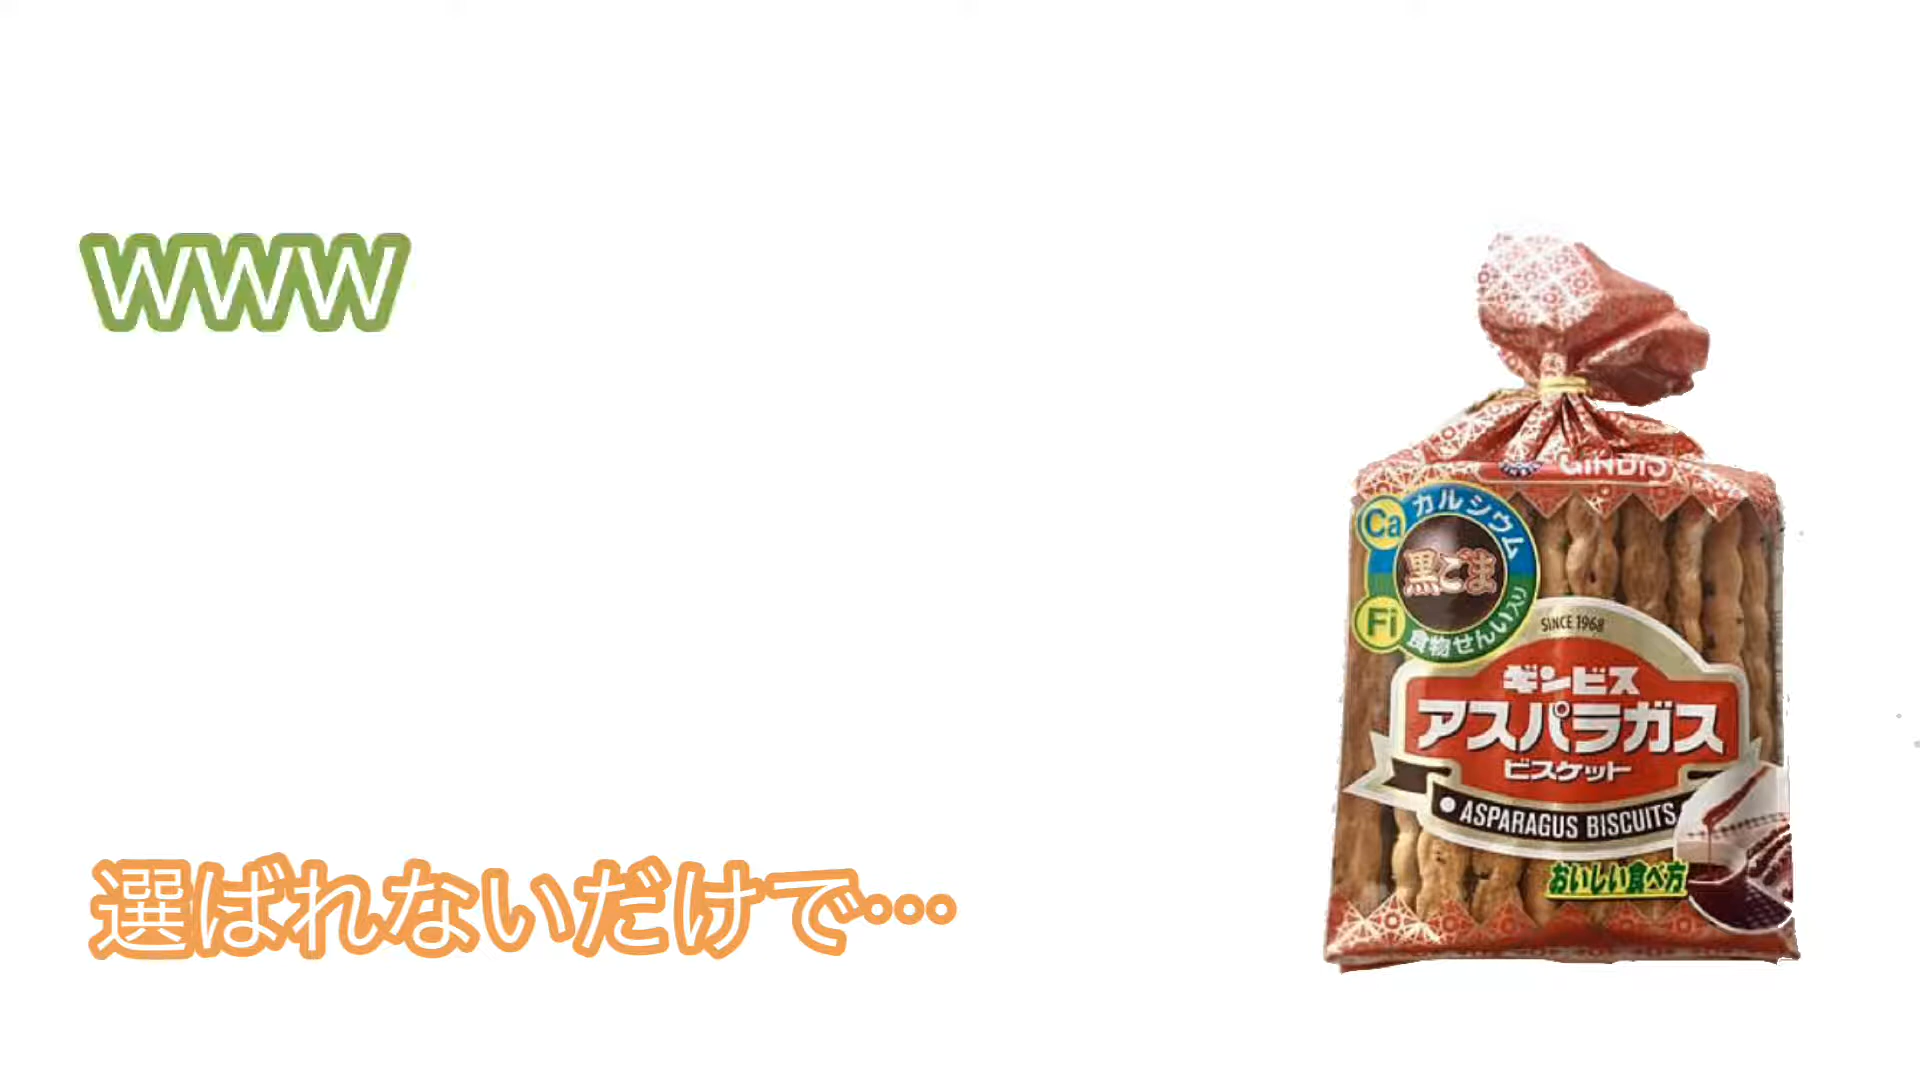 www
GINBIS
Ca カルシウム
黒ごま
Fi 食物せんい入り
SINCE 1968
ギンビス
アスパラガス
ビスケット
ASPARAGUS BISCUITS
おいしい食べ方
選ばれないだけで…